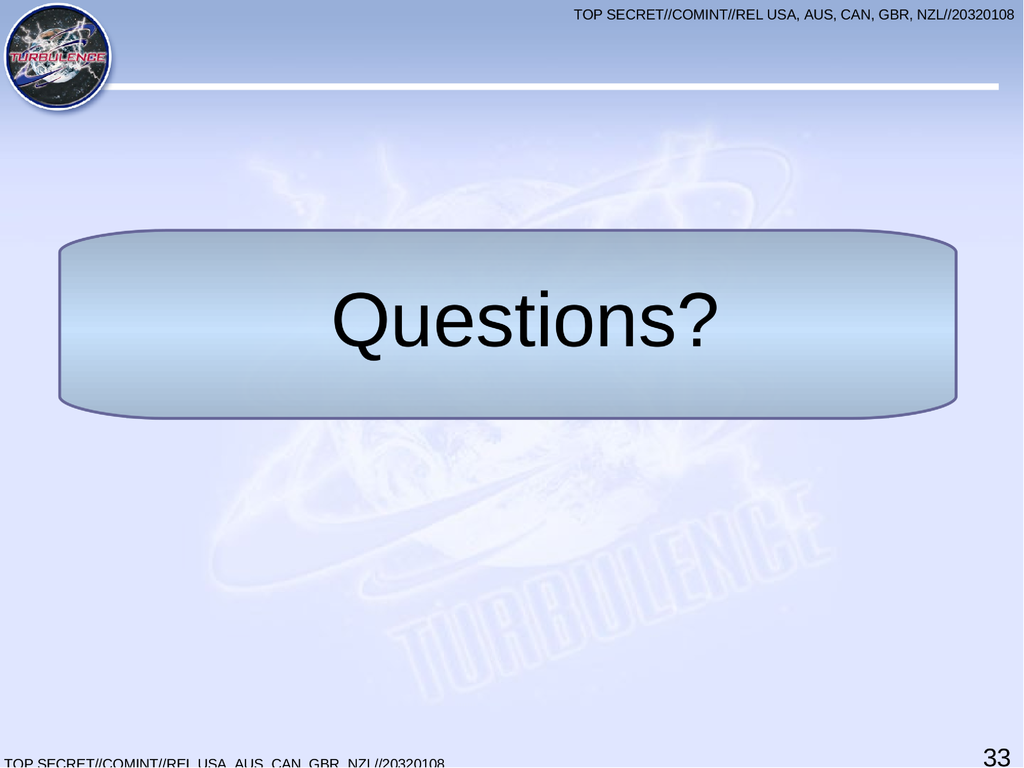 TOP SECRET//COMINT//REL USA, AUS, CAN, GBR, NZL//20320108
TURBULENCE
Questions?
TURBULENCE
TOP SECRET//COMINT//REL USA, AUS, CAN, GBR, NZL//20320108
33